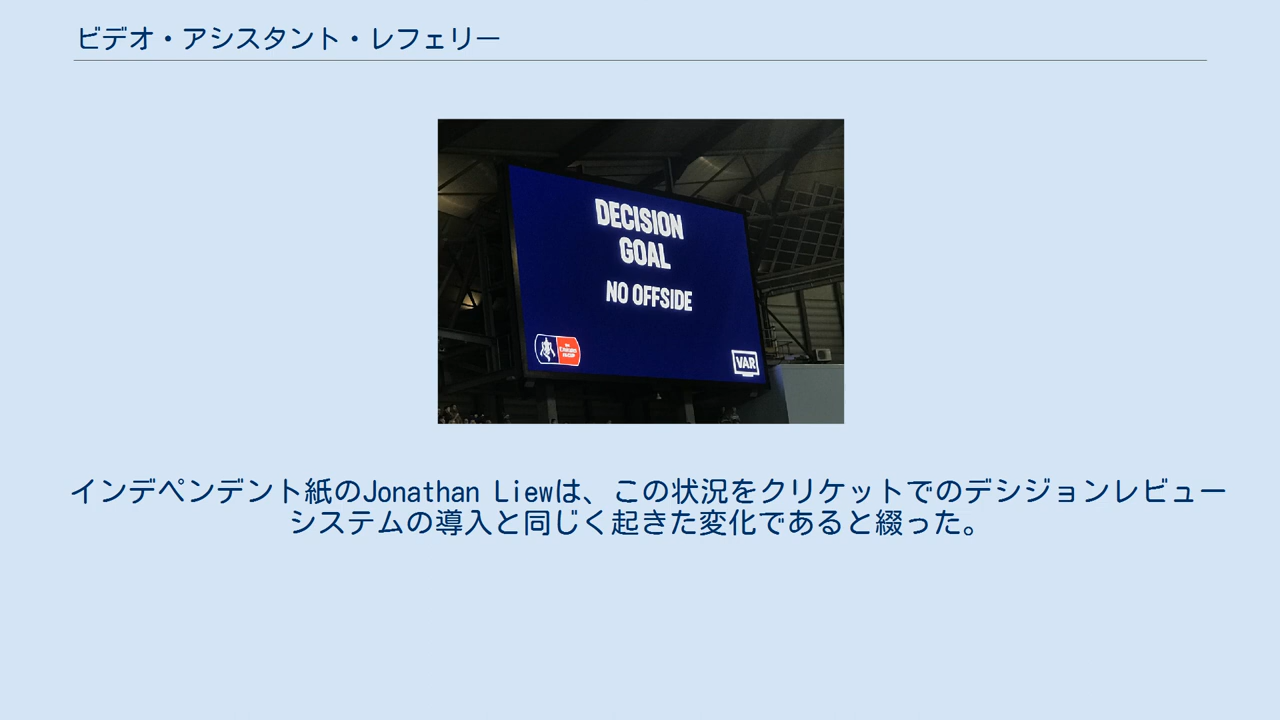 ビデオ・アシスタント・レフェリー
DECISION
GOAL
NO OFFSIDE
VAR
インデペンデント紙のJonathan Liewは、この状況をクリケットでのデシジョンレビュー
システムの導入と同じく起きた変化であると綴った。